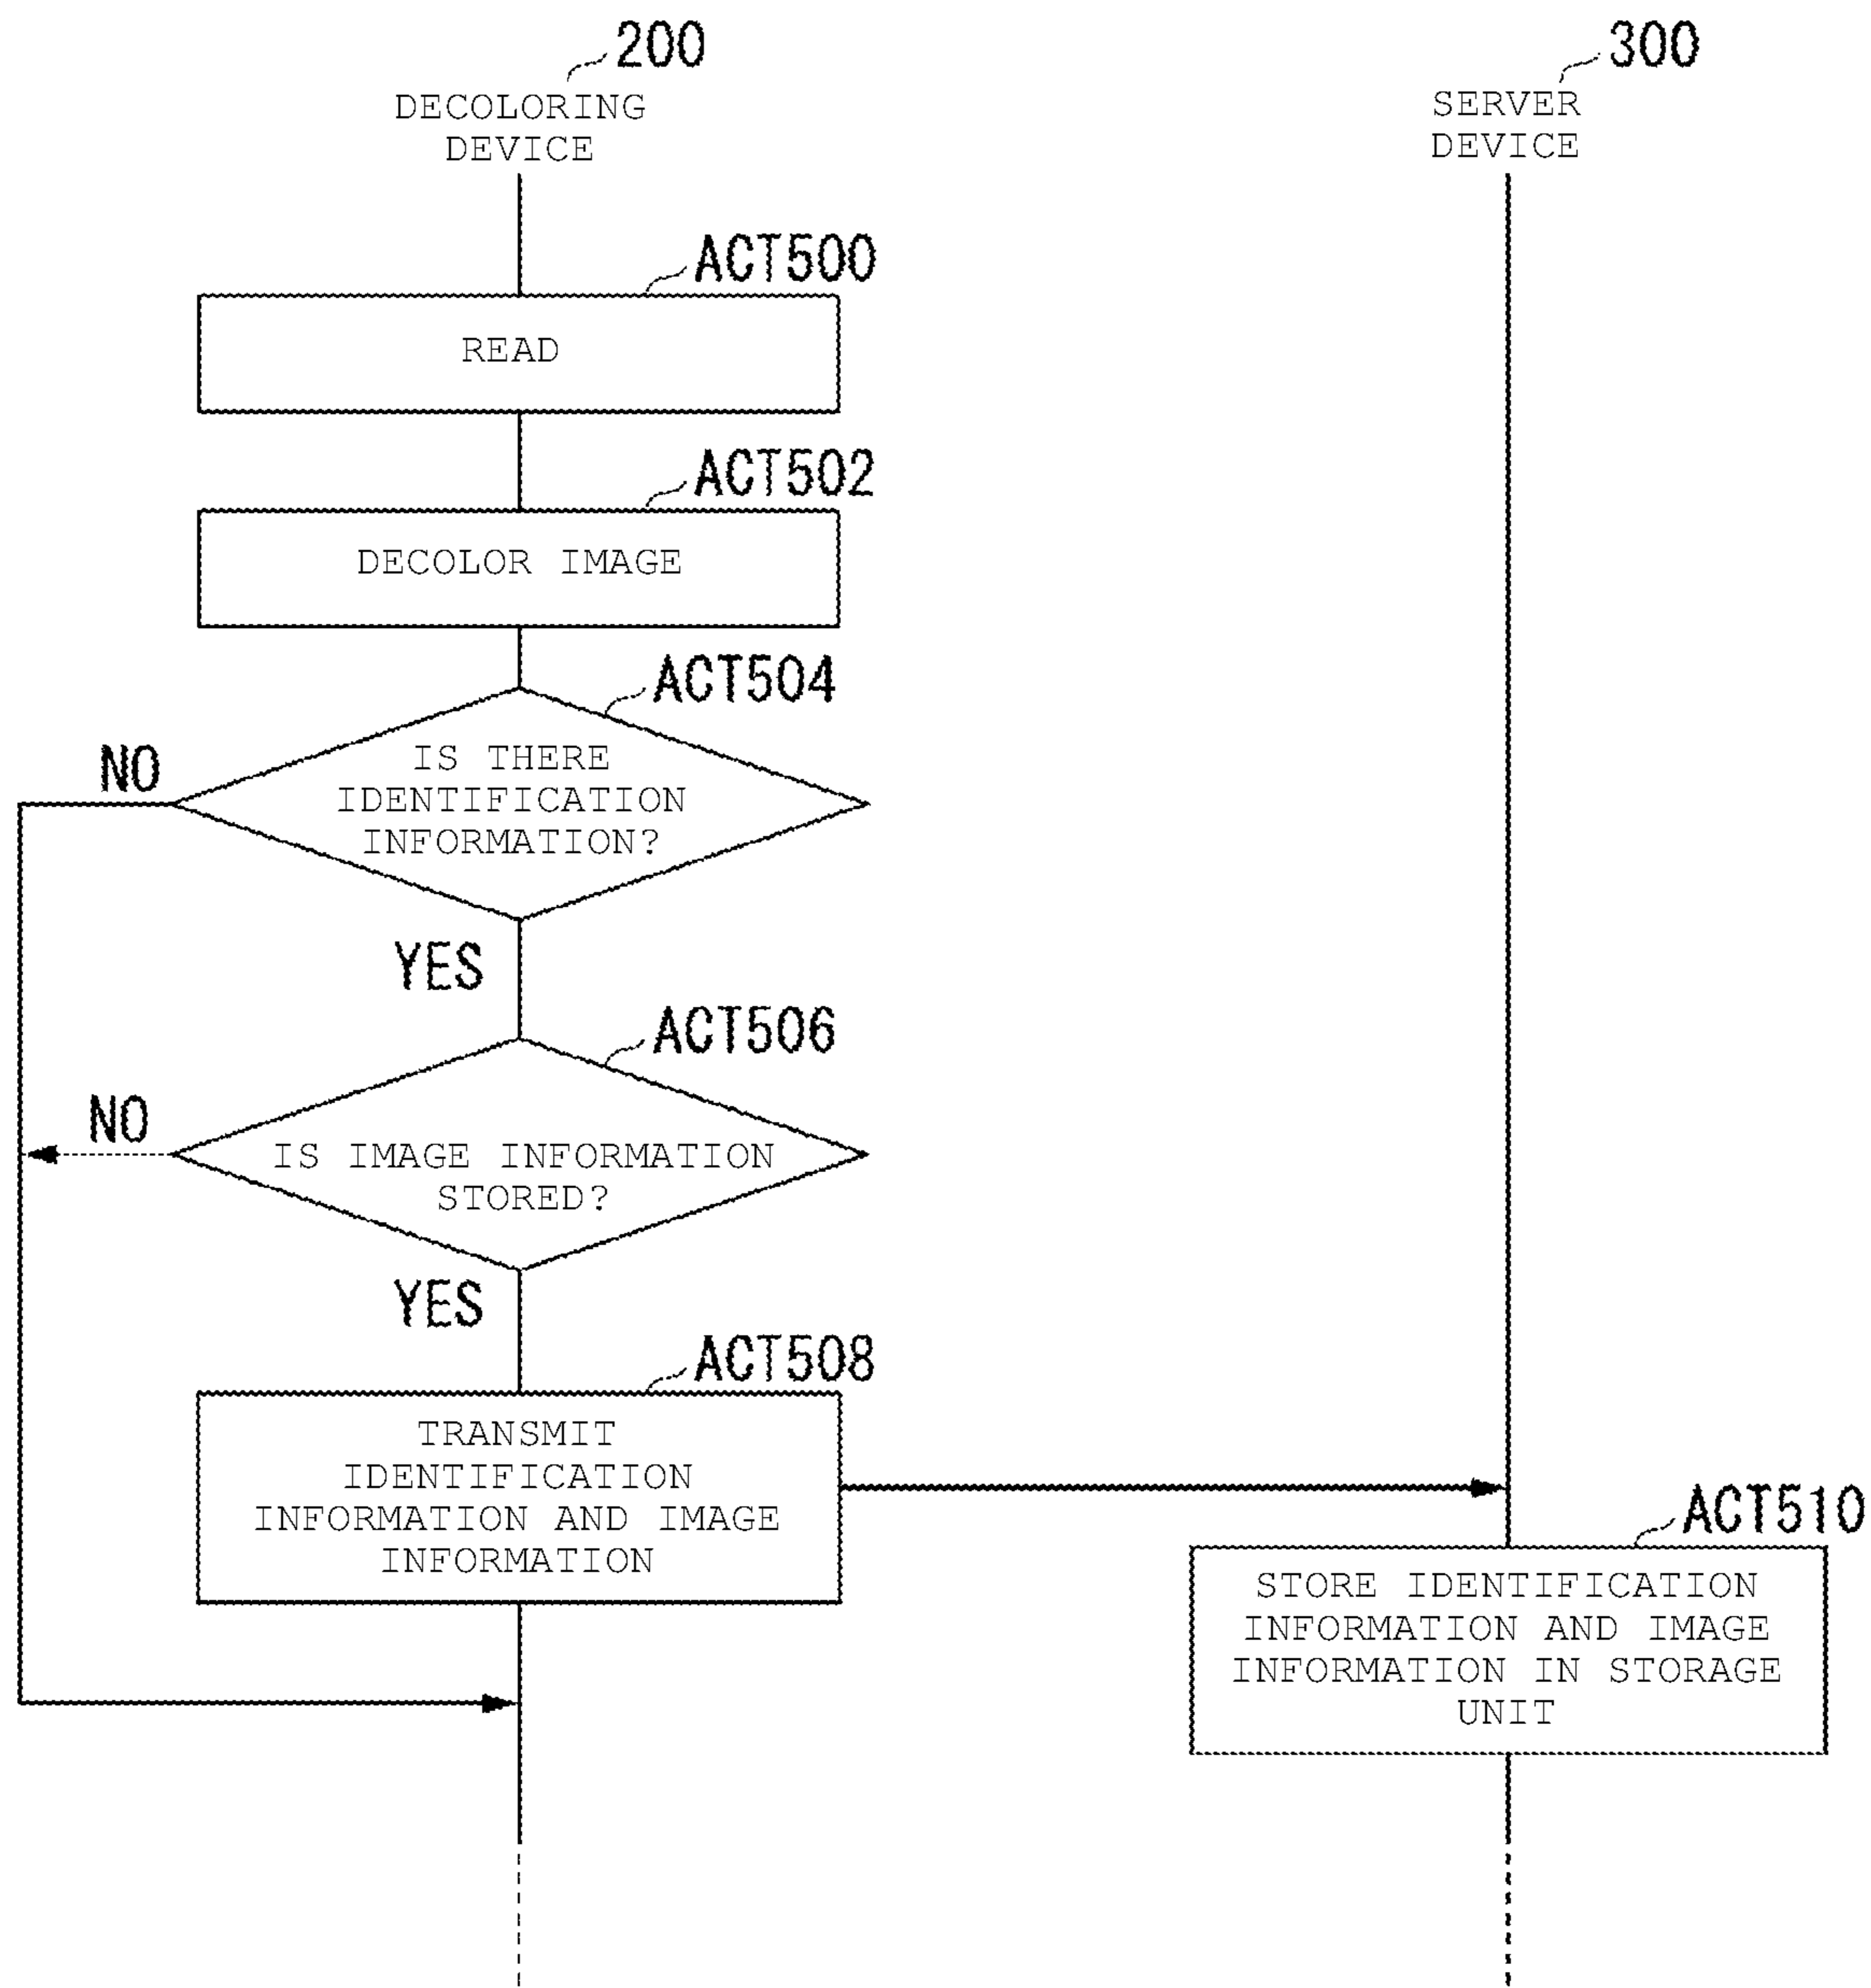 200
DECOLORING
DEVICE
300
SERVER
DEVICE
ACT500
READ
ACT502
DECOLOR IMAGE
ACT504
NO
IS THERE
IDENTIFICATION
INFORMATION?
YES
ACT506
NO
IS IMAGE INFORMATION
STORED?
YES
ACT508
TRANSMIT
IDENTIFICATION
INFORMATION AND IMAGE
INFORMATION
ACT510
STORE IDENTIFICATION
INFORMATION AND IMAGE
INFORMATION IN STORAGE
UNIT